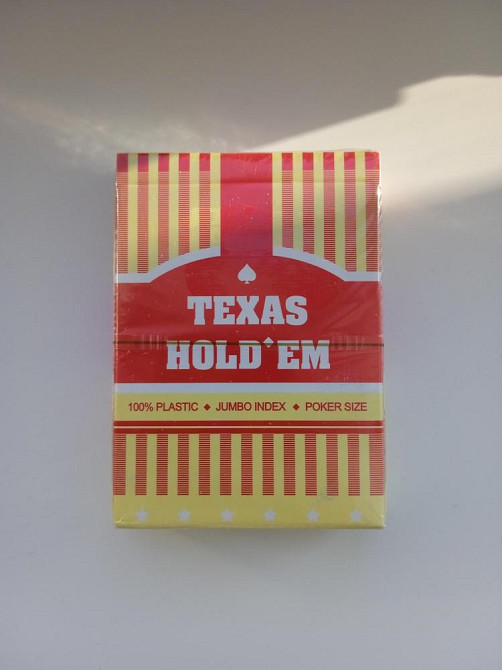 TEXAS
HOLD'EM
100% PLASTIC ◆ JUMBO INDEX ◆ POKER SIZE